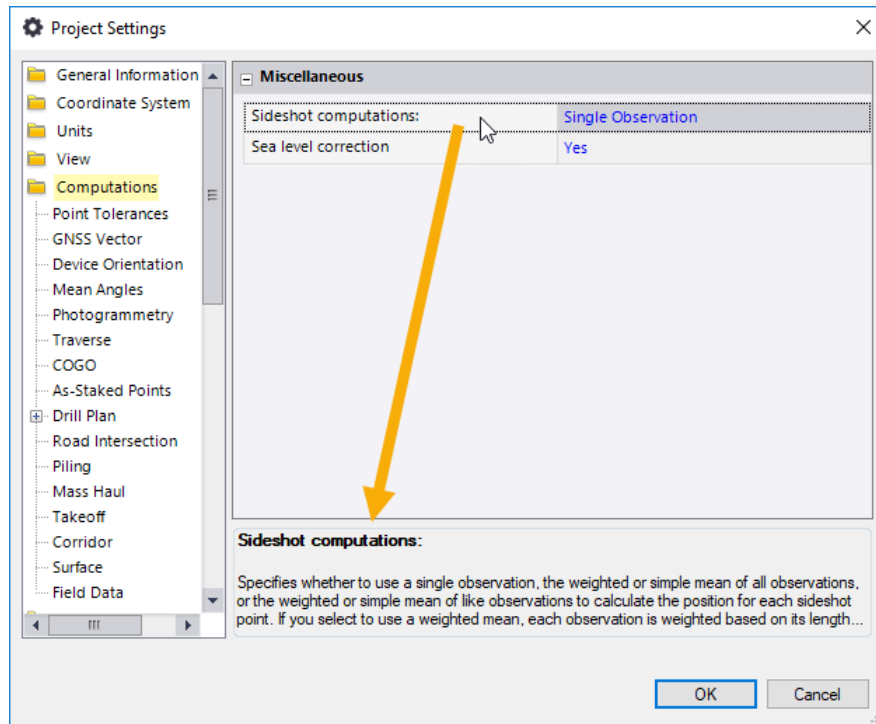 Project Settings
General Information
Coordinate System
Units
View
Computations
Point Tolerances
GNSS Vector
Device Orientation
Mean Angles
Photogrammetry
Traverse
COGO
As-Staked Points
Drill Plan
Road Intersection
Piling
Mass Haul
Takeoff
Corridor
Surface
Field Data
Miscellaneous
Sideshot computations: Single Observation
Sea level correction Yes
Sideshot computations:
Specifies whether to use a single observation, the weighted or simple mean of all observations,
or the weighted or simple mean of like observations to calculate the position for each sideshot
point. If you select to use a weighted mean, each observation is weighted based on its length...
OK Cancel